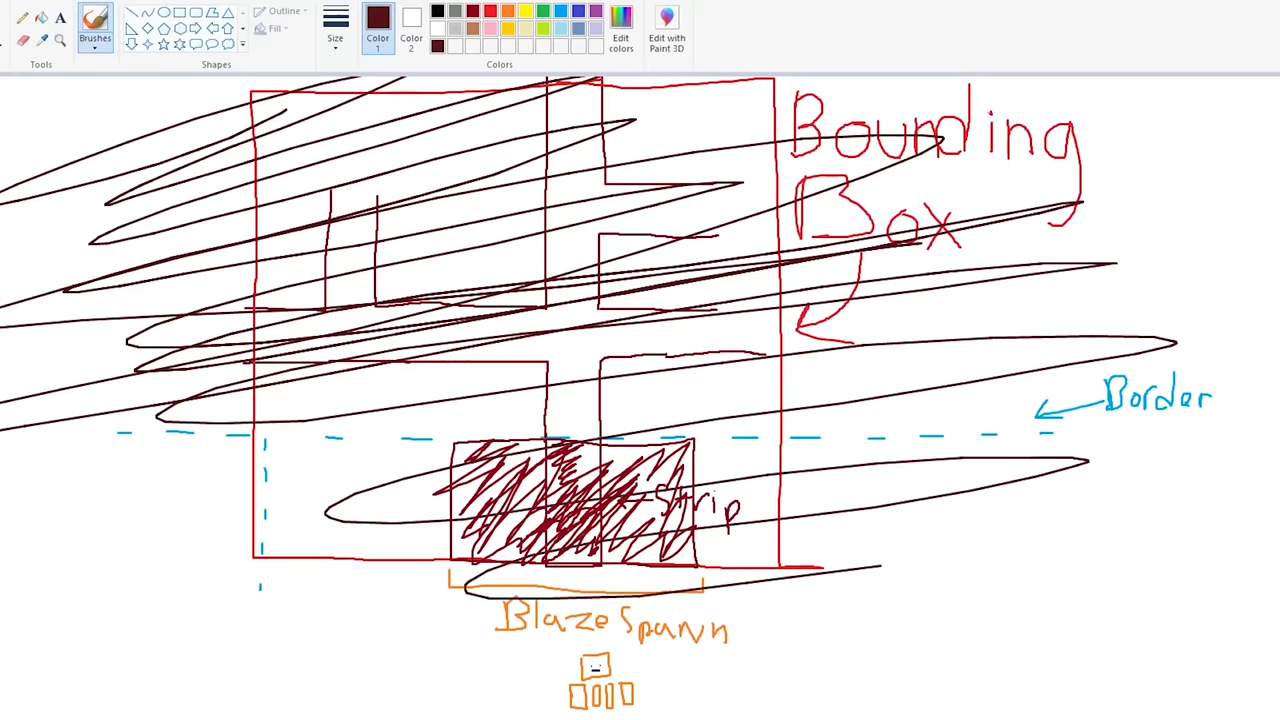 Outline
Fill
Brushes
Size
Color
1
Color
2
Edit
colors
Edit with
Paint 3D
Tools
Shapes
Colors
Bounding
Box
Border
Strip
Blaze Spawn